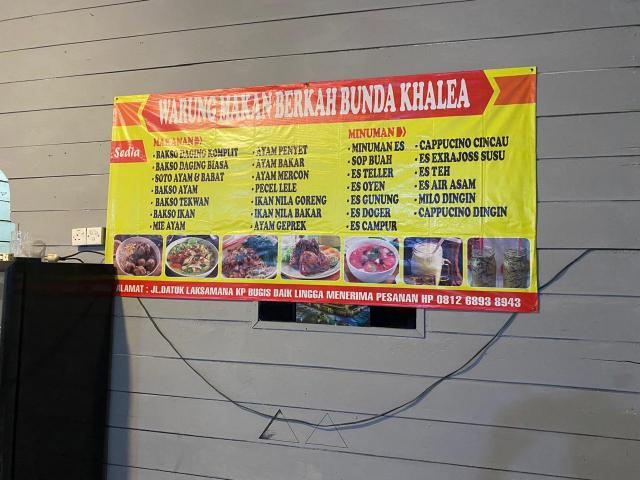 WARUNG MAKAN BERKAH BUNDA KHALEA
Sedia
MAKANAN
• BAKSO DAGING KOMPLIT
• BAKSO DAGING BIASA
• SOTO AYAM & BABAT
• BAKSO AYAM
• BAKSO TEKWAN
• BAKSO IKAN
• MIE AYAM
• AYAM PENYET
• AYAM BAKAR
• AYAM MERCON
• PECEL LELE
• IKAN NILA GORENG
• IKAN NILA BAKAR
• AYAM GEPREK
MINUMAN
• MINUMAN ES
• SOP BUAH
• ES TELLER
• ES OYEN
• ES GUNUNG
• ES DOGER
• ES CAMPUR
• CAPPUCINO CINCAU
• ES EXRAJOSS SUSU
• ES TEH
• ES AIR ASAM
• MILO DINGIN
• CAPPUCINO DINGIN
ALAMAT : JL.DATUK LAKSAMANA KP BUGIS DAIK LINGGA MENERIMA PESANAN HP 0812 6893 8943